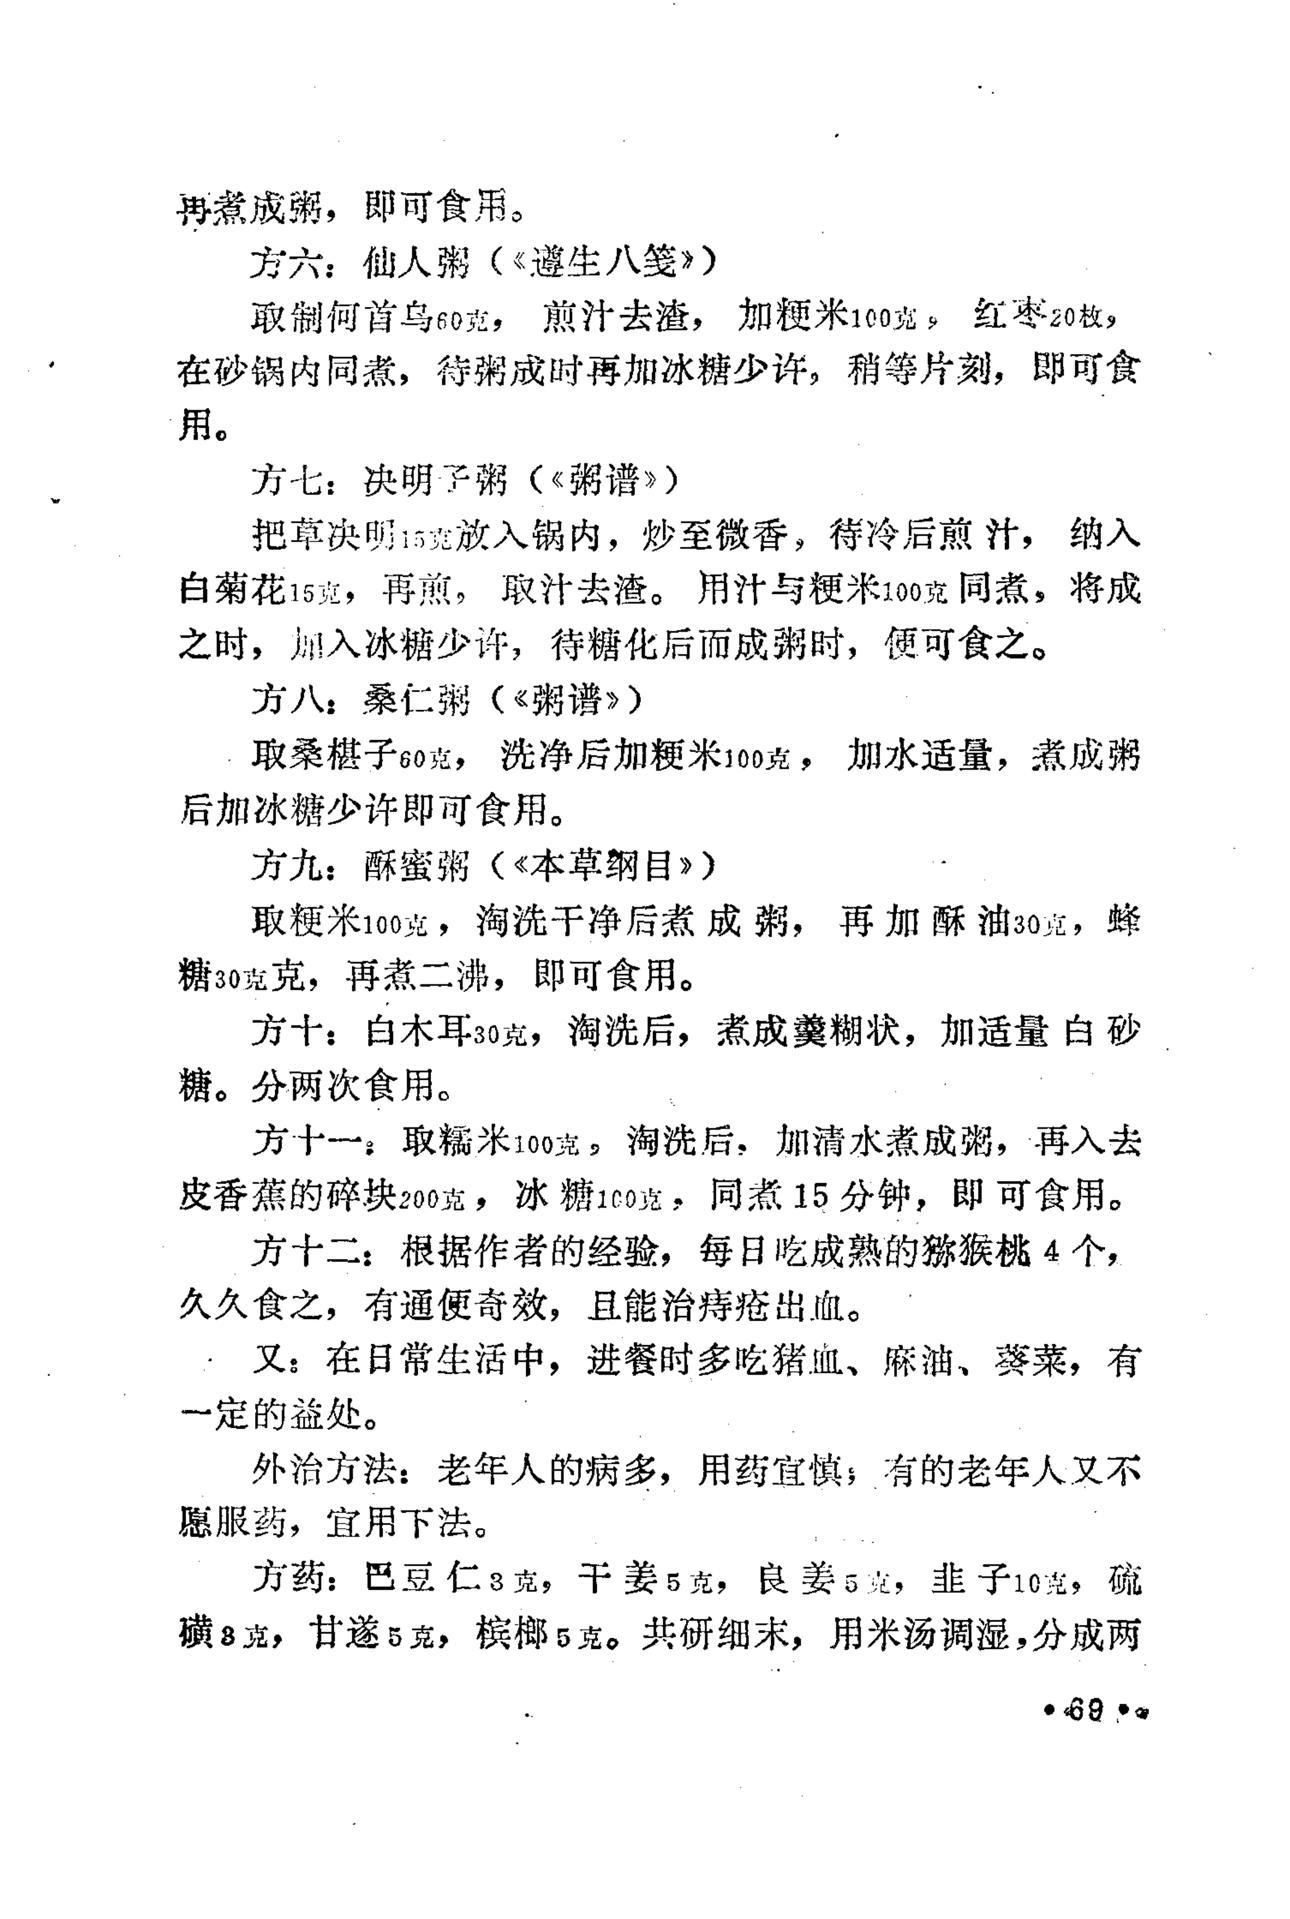 再煮成粥，即可食用。
方六：仙人粥（《遵生八笺》）
取制何首乌60克，煎汁去渣，加粳米100克，红枣20枚，
在砂锅内同煮，待粥成时再加冰糖少许，稍等片刻，即可食
用。
方七：决明子粥（《粥谱》）
把草决明15克放入锅内，炒至微香，待冷后煎汁，纳入
白菊花15克，再煎，取汁去渣。用汁与粳米100克同煮，将成
之时，加入冰糖少许，待糖化后而成粥时，便可食之。
方八：桑仁粥（《粥谱》）
取桑椹子60克，洗净后加粳米100克，加水适量，煮成粥
后加冰糖少许即可食用。
方九：酥蜜粥（《本草纲目》）
取粳米100克，淘洗干净后煮成粥，再加酥油30克，蜂
糖30克克，再煮二沸，即可食用。
方十：白木耳30克，淘洗后，煮成羹糊状，加适量白砂
糖。分两次食用。
方十一：取糯米100克，淘洗后，加清水煮成粥，再入去
皮香蕉的碎块200克，冰糖100克，同煮15分钟，即可食用。
方十二：根据作者的经验，每日吃成熟的猕猴桃4个，
久久食之，有通便奇效，且能治痔疮出血。
又：在日常生活中，进餐时多吃猪血、麻油、葵菜，有
一定的益处。
外治方法：老年人的病多，用药宜慎；有的老年人又不
愿服药，宜用下法。
方药：巴豆仁3克，干姜5克，良姜5克，韭子10克，硫
磺3克，甘遂5克，槟榔5克。共研细末，用米汤调湿，分成两
•69•